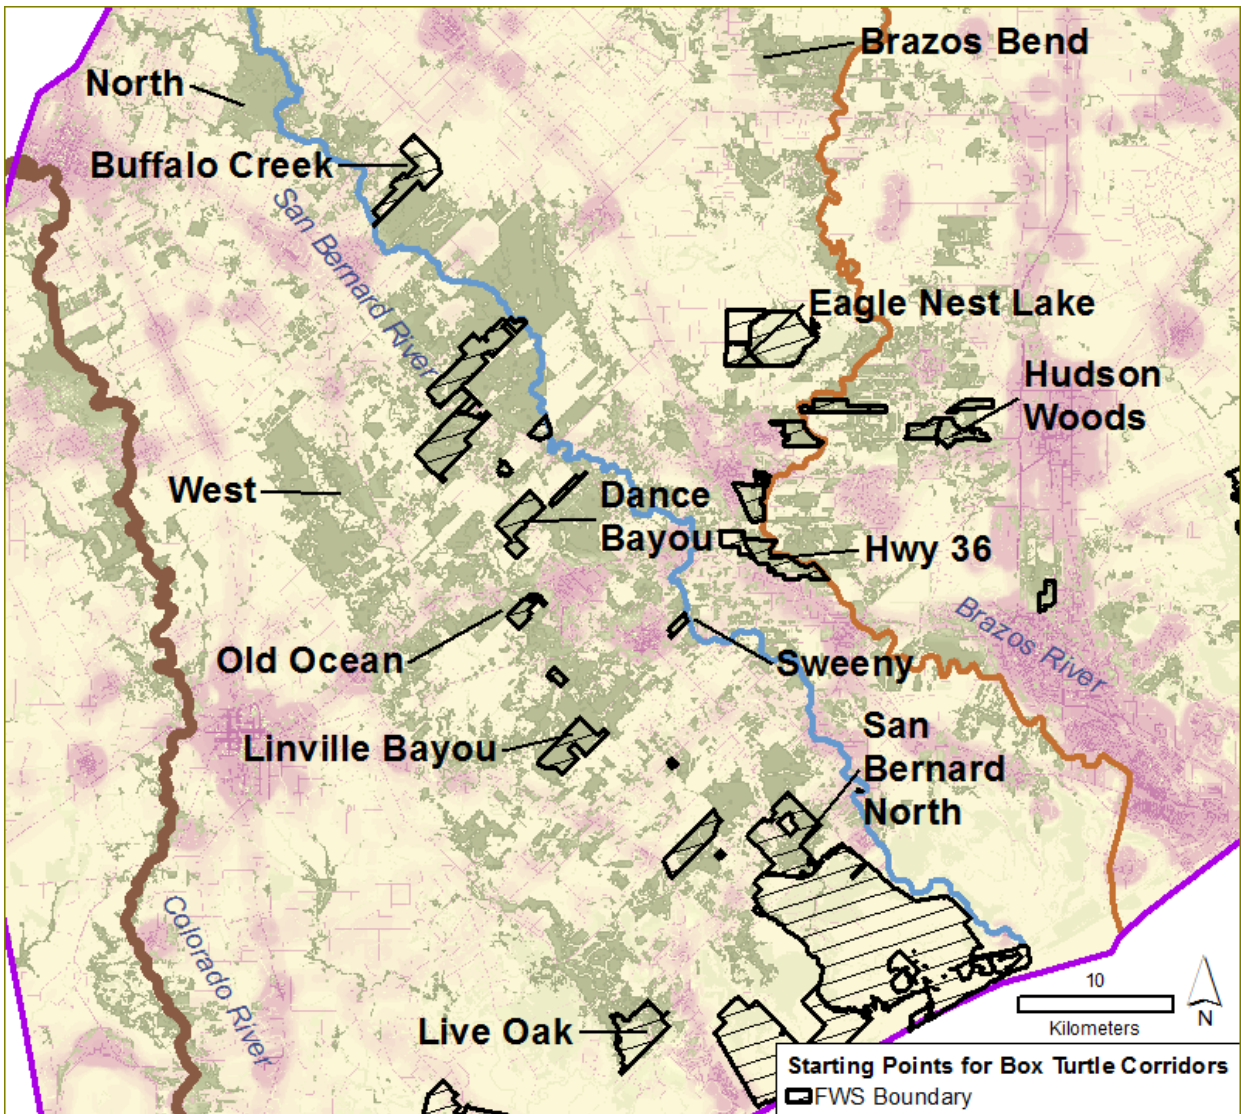 Brazos Bend
North
Buffalo Creek
San Bernard River
Eagle Nest Lake
Hudson
Woods
West
Dance
Bayou
Hwy 36
Brazos River
Old Ocean
Sweeny
Linville Bayou
San
Bernard
North
Colorado River
10
Kilometers
N
Live Oak
Starting Points for Box Turtle Corridors
FWS Boundary